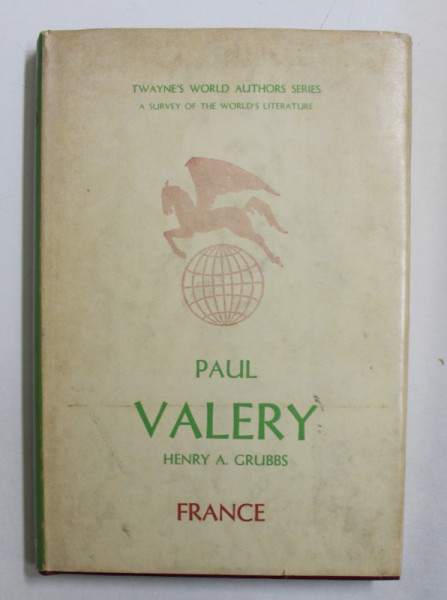 TWAYNE'S WORLD AUTHORS SERIES
A SURVEY OF THE WORLD'S LITERATURE
PAUL
VALERY
HENRY A. GRUBBS
FRANCE